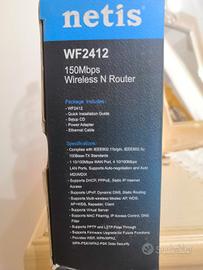 netis
WF2412
150Mbps
Wireless N Router
Package Includes:
- WF2412
- Quick Installation Guide
- Setup CD
- Power Adapter
- Ethernet Cable
Specifications:
- Complies with IEEE802.11b/g/n, IEEE802.3u
100Base-TX Standards
- 1 10/100Mbps WAN Port, 4 10/100Mbps
LAN Ports, Supports Auto-negotiation and Auto
MDI/MDIX
- Supports DHCP, PPPoE, Static IP Internet
Access
- Supports UPnP, Dynamic DNS, Static Routing
- Supports Multi wireless Modes: AP, WDS,
AP+WDS, Repeater, Client
- Supports Virtual Server
- Supports MAC Filtering, IP Access Control, DNS
Filter
- Supports PPTP and L2TP Pass Through
- Supports Firmware Upgrade for Future Functions
- Provides WEP, WPA/WPA2,
WPA-PSK/WPA2-PSK Data Security
subito